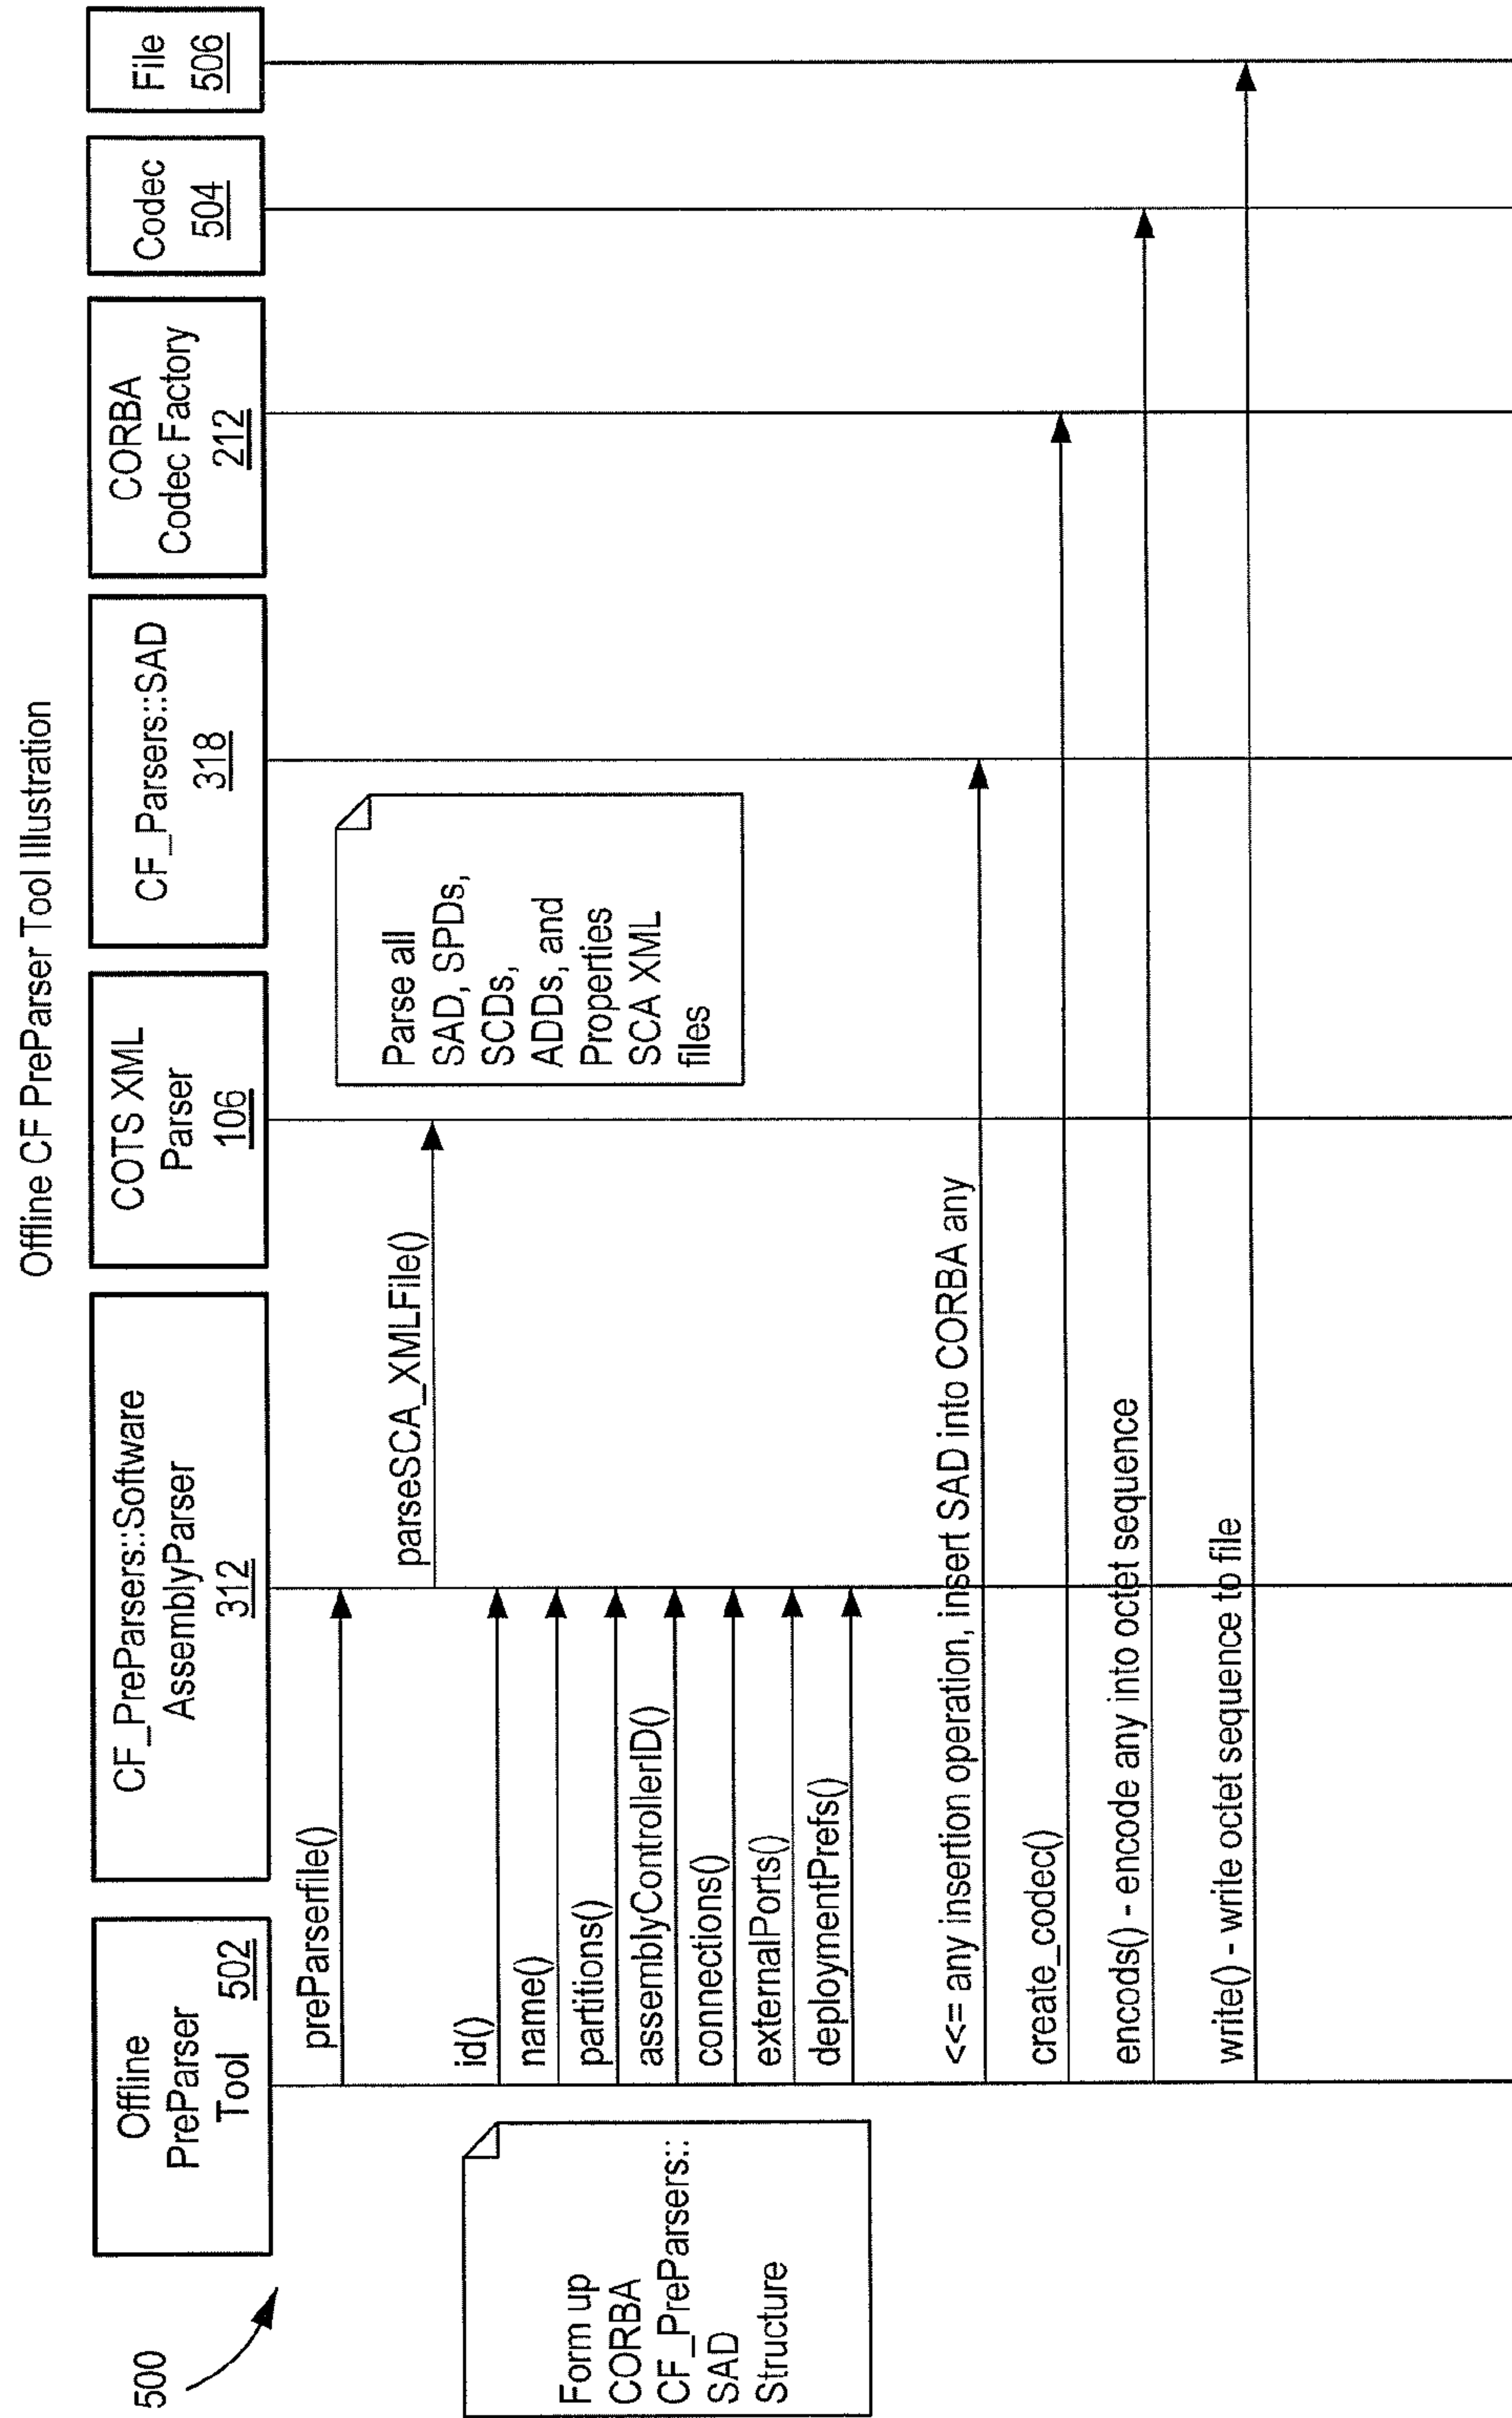 Offline CF PreParser Tool Illustration
500
Offline
PreParser
Tool 502
CF_PreParsers::Software
AssemblyParser
312
COTS XML
Parser
106
CF_Parsers::SAD
318
CORBA
Codec Factory
212
Codec
504
File
506
preParserfile()
parseSCA_XMLFile()
Parse all
SAD, SPDs,
SCDs,
ADDs, and
Properties
SCA XML
files
Form up
CORBA
CF_PreParsers::
SAD
Structure
id()
name()
partitions()
assemblyControllerID()
connections()
externalPorts()
deploymentPrefs()
<<= any insertion operation, insert SAD into CORBA any
create_codec()
encods() - encode any into octet sequence
write() - write octet sequence to file